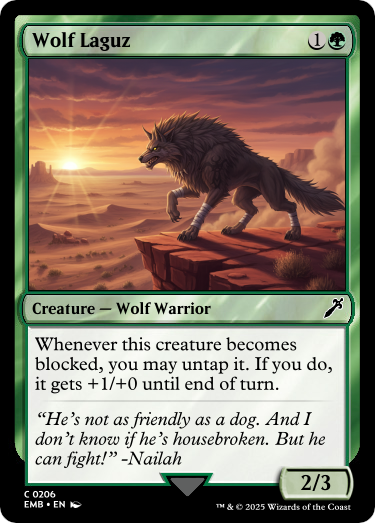 Wolf Laguz
1
Creature — Wolf Warrior
Whenever this creature becomes
blocked, you may untap it. If you do,
it gets +1/+0 until end of turn.
“He's not as friendly as a dog. And I
don't know if he's housebroken. But he
can fight!” -Nailah
C 0206
EMB • EN
2/3
™ & © 2025 Wizards of the Coast